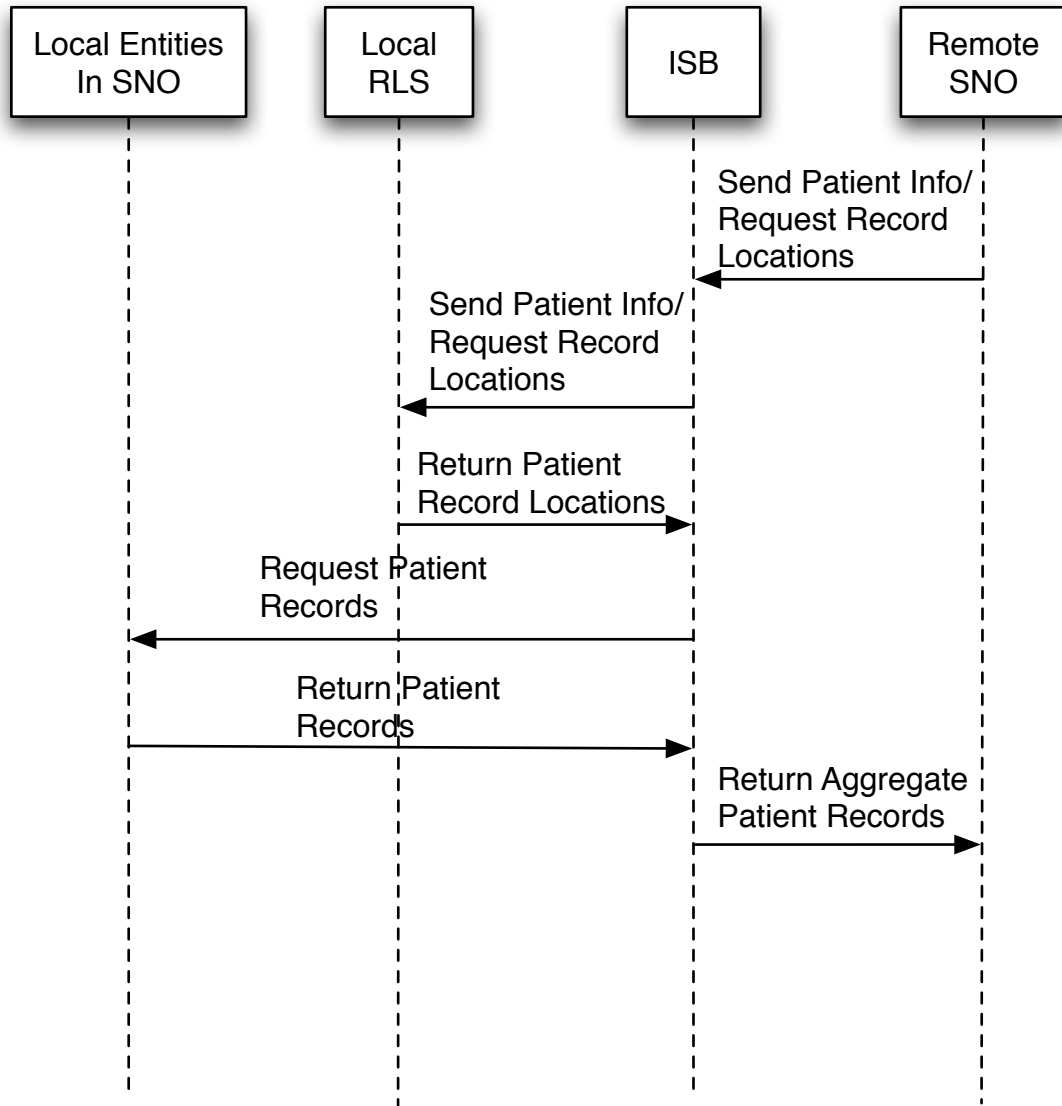 Local Entities
In SNO
Local
RLS
ISB
Remote
SNO
Send Patient Info/
Request Record
Locations
Send Patient Info/
Request Record
Locations
Return Patient
Record Locations
Request Patient
Records
Return Patient
Records
Return Aggregate
Patient Records